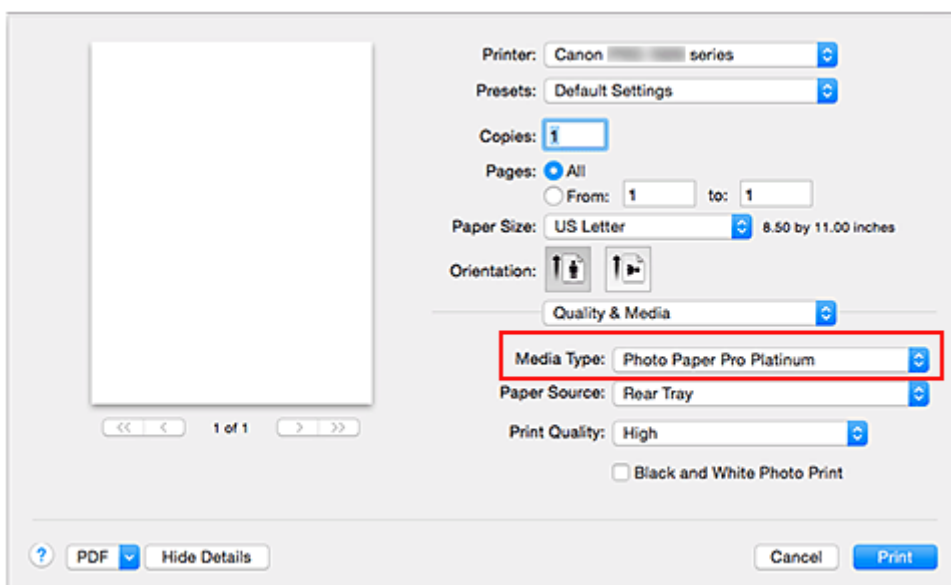 Printer: Canon series
Presets: Default Settings
Copies: 1
Pages: All
From: 1 to: 1
Paper Size: US Letter 8.50 by 11.00 inches
Orientation:
Quality & Media
Media Type: Photo Paper Pro Platinum
Paper Source: Rear Tray
1 of 1
Print Quality: High
Black and White Photo Print
? PDF Hide Details Cancel Print